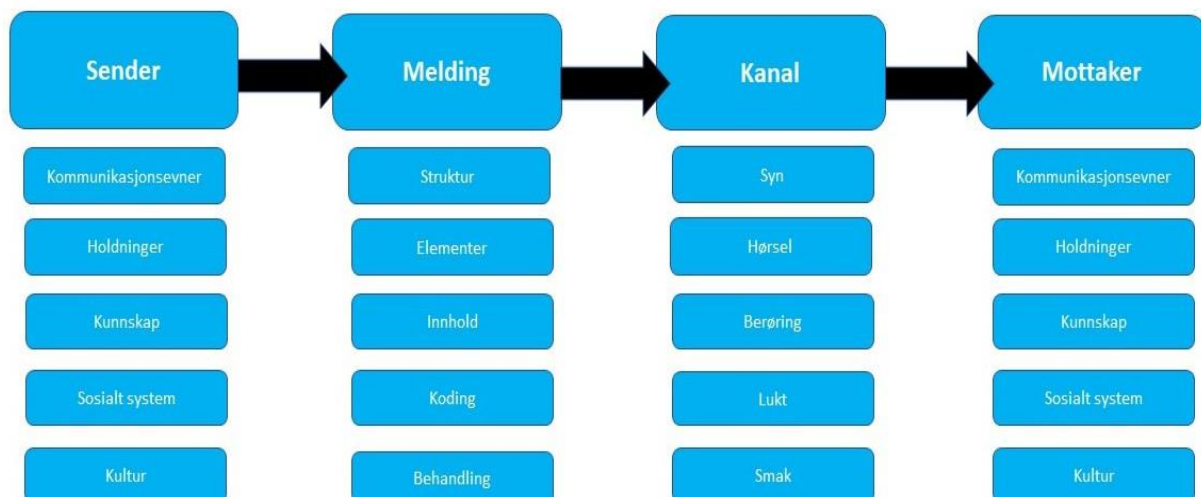 Sender
Melding
Kanal
Mottaker
Kommunikasjonsevner
Struktur
Syn
Kommunikasjonsevner
Holdninger
Elementer
Hørsel
Holdninger
Kunnskap
Innhold
Berøring
Kunnskap
Sosialt system
Koding
Lukt
Sosialt system
Kultur
Behandling
Smak
Kultur